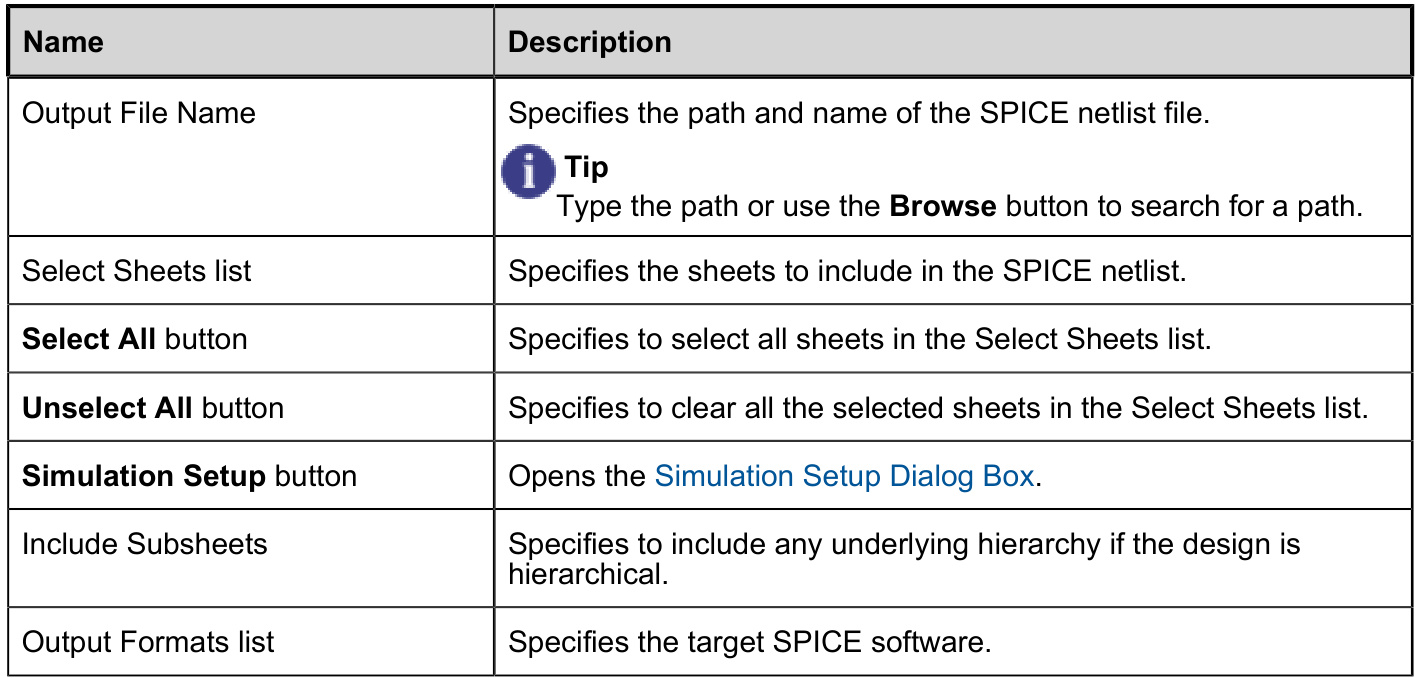 Name Description
Output File Name Specifies the path and name of the SPICE netlist file.
i Tip
Type the path or use the Browse button to search for a path.
Select Sheets list Specifies the sheets to include in the SPICE netlist.
Select All button Specifies to select all sheets in the Select Sheets list.
Unselect All button Specifies to clear all the selected sheets in the Select Sheets list.
Simulation Setup button Opens the Simulation Setup Dialog Box.
Include Subsheets Specifies to include any underlying hierarchy if the design is
hierarchical.
Output Formats list Specifies the target SPICE software.